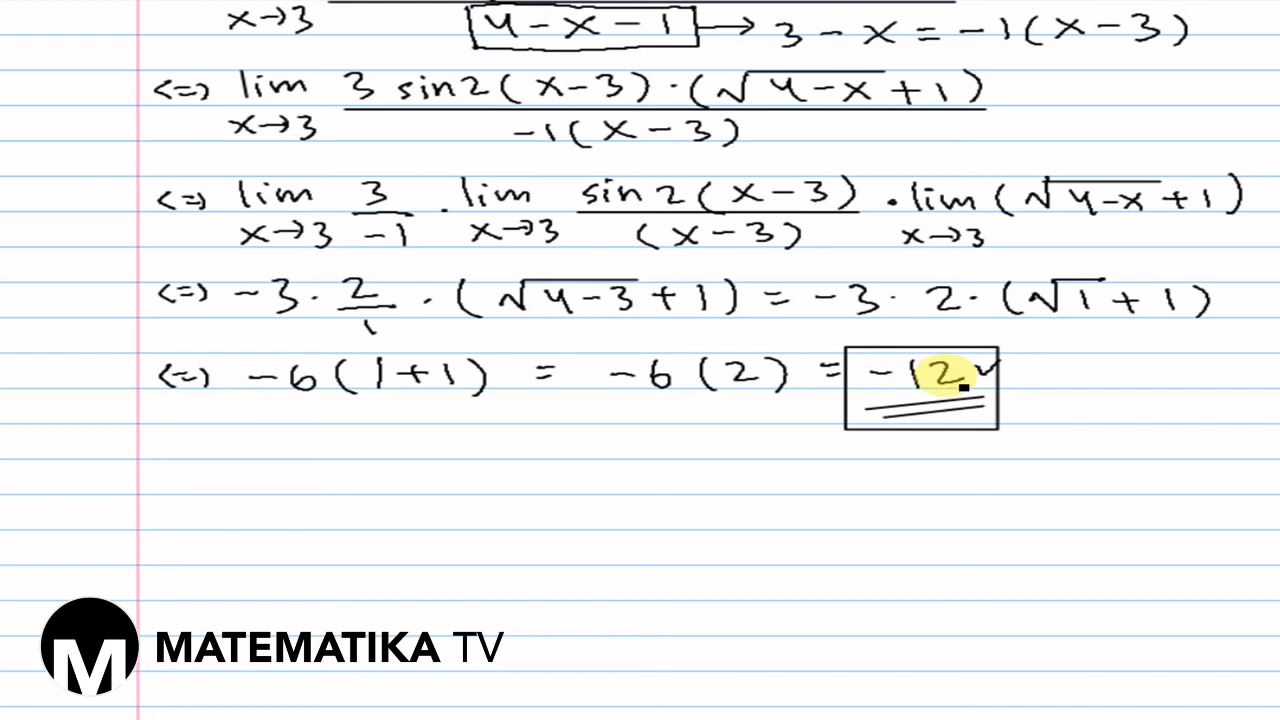 x→3 4-x-1 → 3-x = -1(x-3)
<=> lim x→3 3 sin2(x-3)·(√4-x+1) / -1(x-3)
<=> lim x→3 3/-1 . lim x→3 sin2(x-3)/(x-3) . lim x→3 (√4-x+1)
<=> -3 · 2/1 · (√4-3+1) = -3 · 2 · (√1+1)
<=> -6(1+1) = -6(2) = -12 ✓
M MATEMATIKA TV